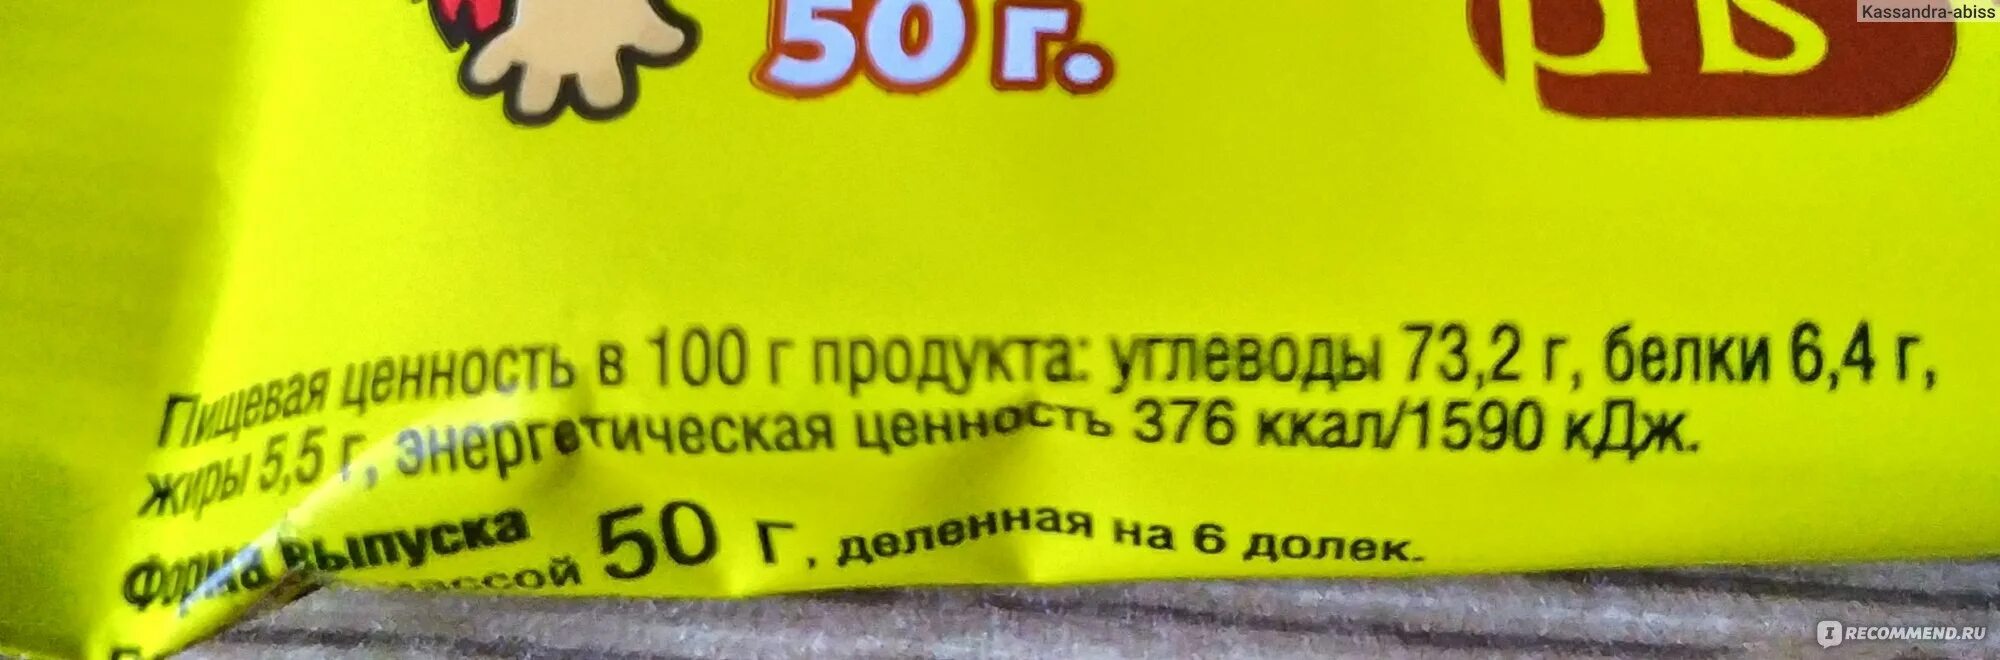 Kassandra-abiss
50 г.
Пищевая ценность в 100 г продукта: углеводы 73,2 г, белки 6,4 г,
жиры 5,5 г, энергетическая ценность 376 ккал/1590 кДж.
Форма выпуска
массой 50 г, деленная на 6 долек.
I RECOMMEND.RU